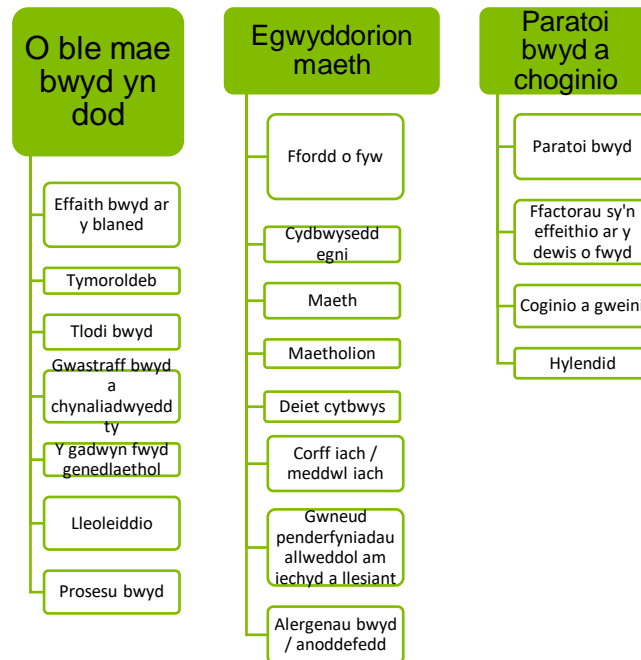 O ble mae
bwyd yn
dod
Effaith bwyd ar
y blaned
Tymoroldeb
Tlodi bwyd
Gwastraff bwyd
a
chynaliadwyedd
ty
Y gadwyn fwyd
genedlaethol
Lleoleiddio
Prosesu bwyd
Egwyddorion
maeth
Ffordd o fyw
Cydbwysedd
egni
Maeth
Maetholion
Deiet cytbwys
Corff iach /
meddwl iach
Gwneud
penderfyniadau
allweddol am
iechyd a llesiant
Alergenau bwyd
/ anoddefedd
Paratoi
bwyd a
choginio
Paratoi bwyd
Ffactorau sy'n
effeithio ar y
dewis o fwyd
Coginio a gweini
Hylendid